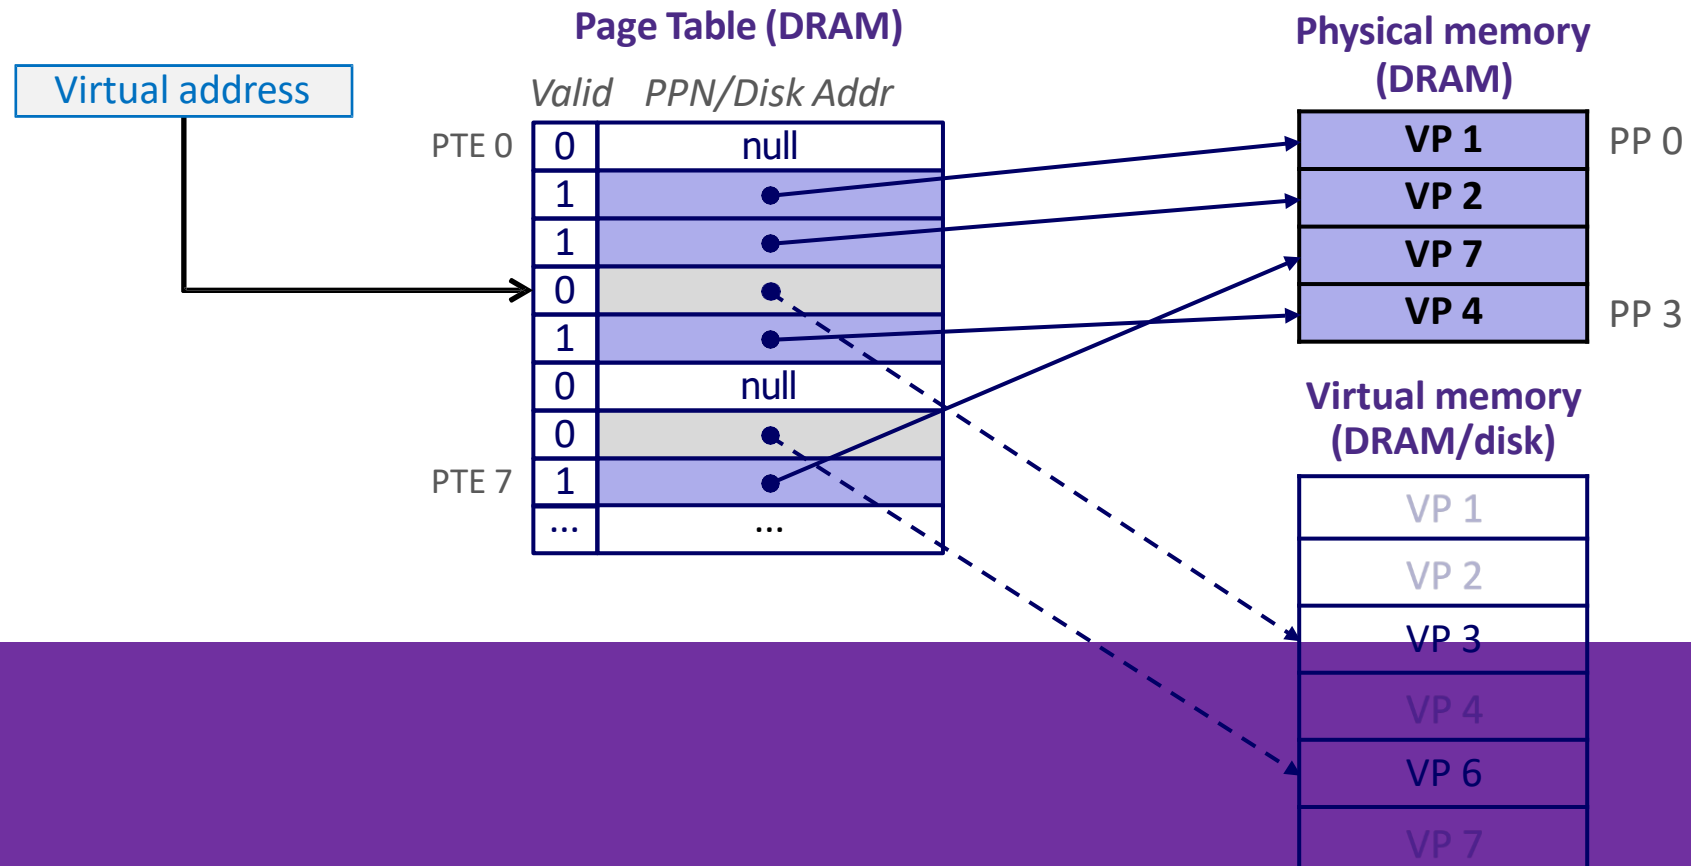 Page Table (DRAM)
Physical memory
(DRAM)
Virtual address
Valid PPN/Disk Addr
PTE 0 0 null
VP 1 PP 0
1
VP 2
1
VP 7
0
VP 4 PP 3
1
0 null
Virtual memory
(DRAM/disk)
0
PTE 7 1
VP 1
... ...
VP 2
VP 3
VP 4
VP 6
VP 7